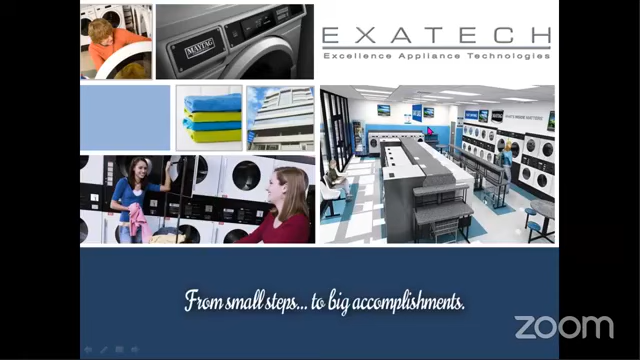 MAYTAG
EXATECH
Excellence Appliance Technologies
From small steps... to big accomplishments.
zoom